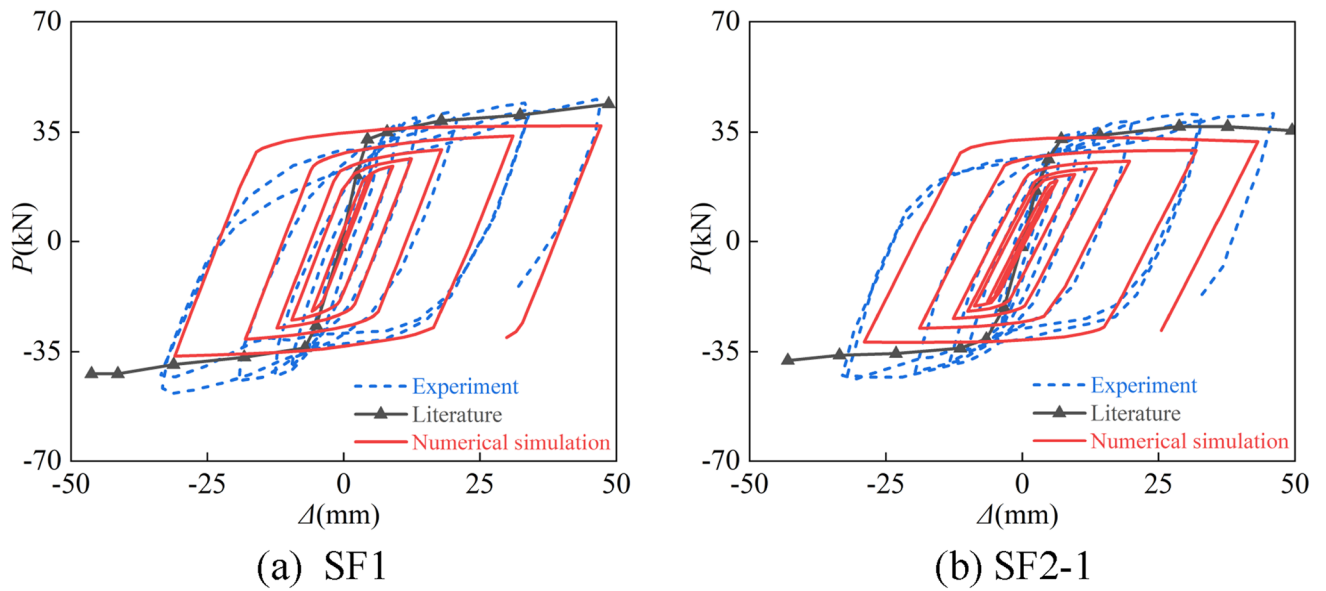 70
35
0
-35
-70
P(kN)
Experiment
Literature
Numerical simulation
-50 -25 0 25 50
Δ(mm)
(a) SF1
70
35
0
-35
-70
P(kN)
Experiment
Literature
Numerical simulation
-50 -25 0 25 50
Δ(mm)
(b) SF2-1